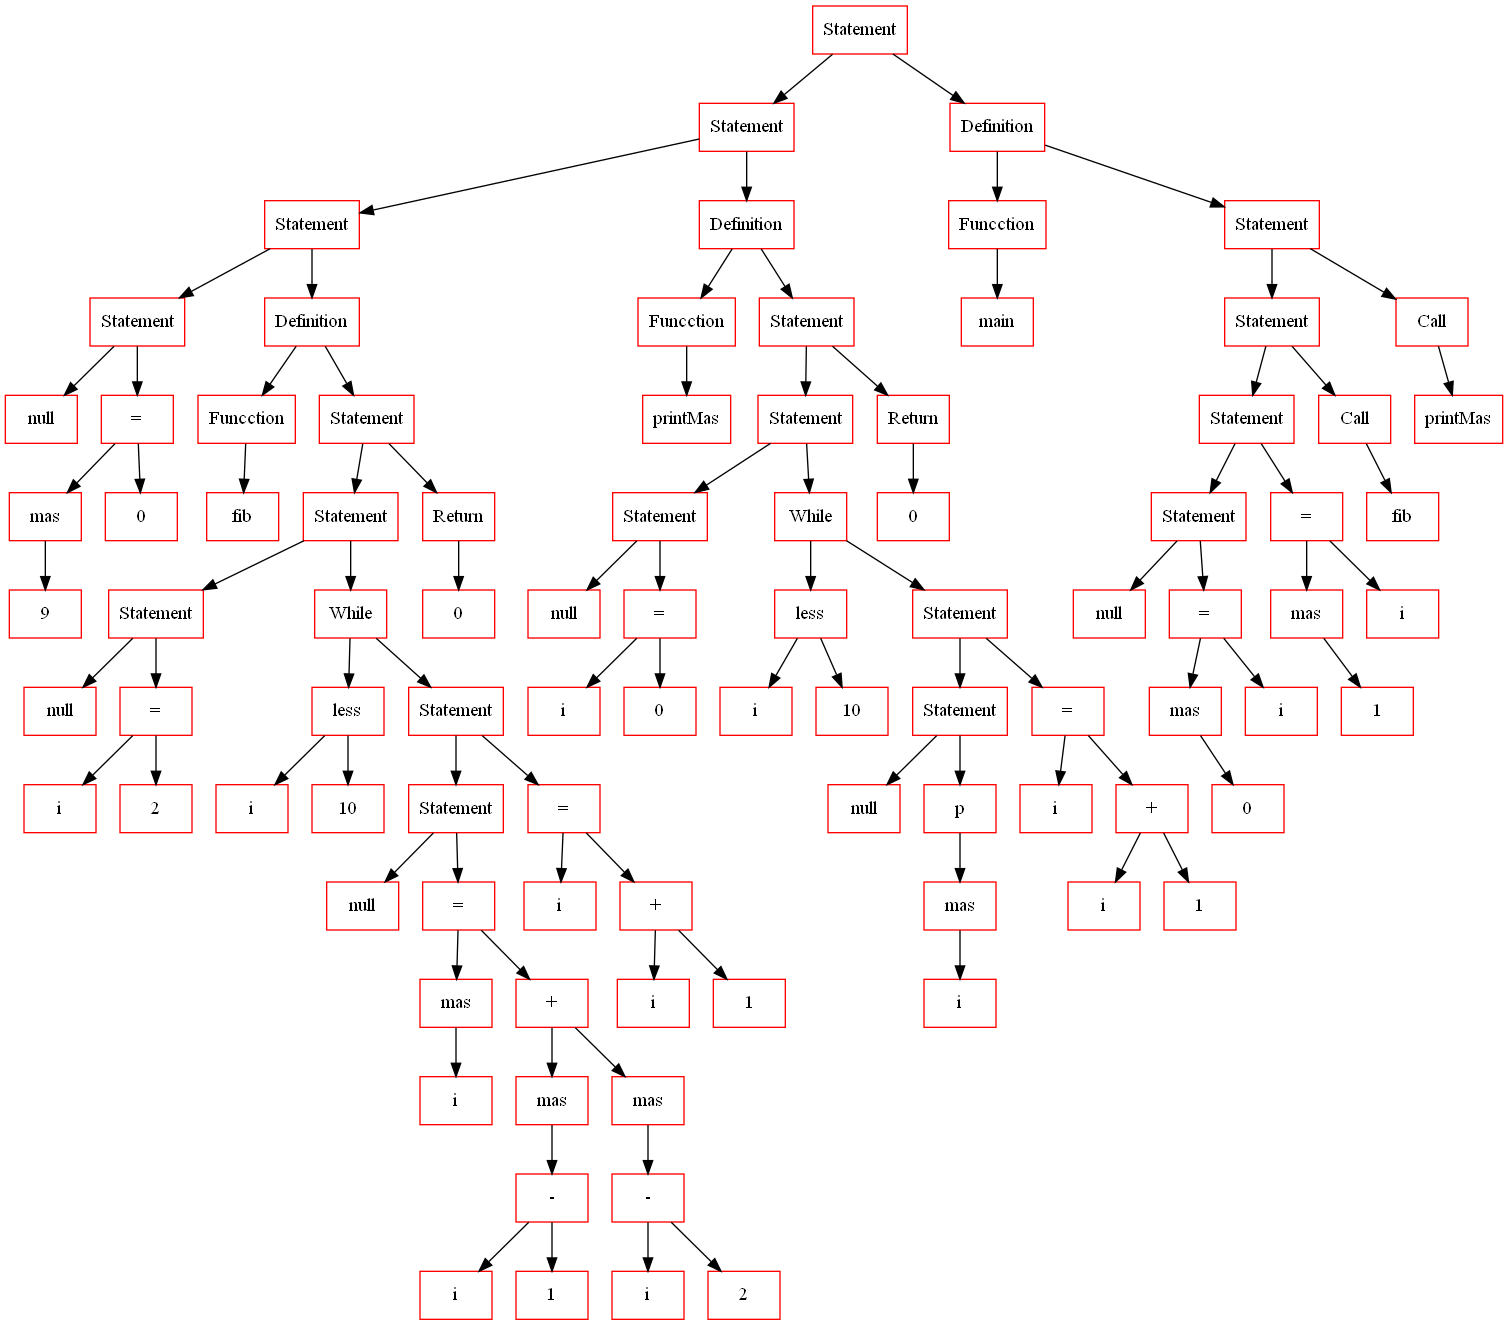 Statement
Statement
Definition
Statement
Definition
Funcction
Statement
Statement
Definition
Funcction
Statement
main
Statement
Call
null
=
Funcction
Statement
printMas
Statement
Return
Statement
Call
printMas
mas
0
fib
Statement
Return
Statement
While
0
Statement
=
fib
9
Statement
While
0
null
=
less
Statement
null
=
mas
i
null
=
less
Statement
i
0
i
10
Statement
=
mas
i
1
i
2
i
10
Statement
=
null
p
i
+
0
null
=
i
+
mas
i
1
mas
+
i
1
i
i
mas
mas
-
-
i
1
i
2